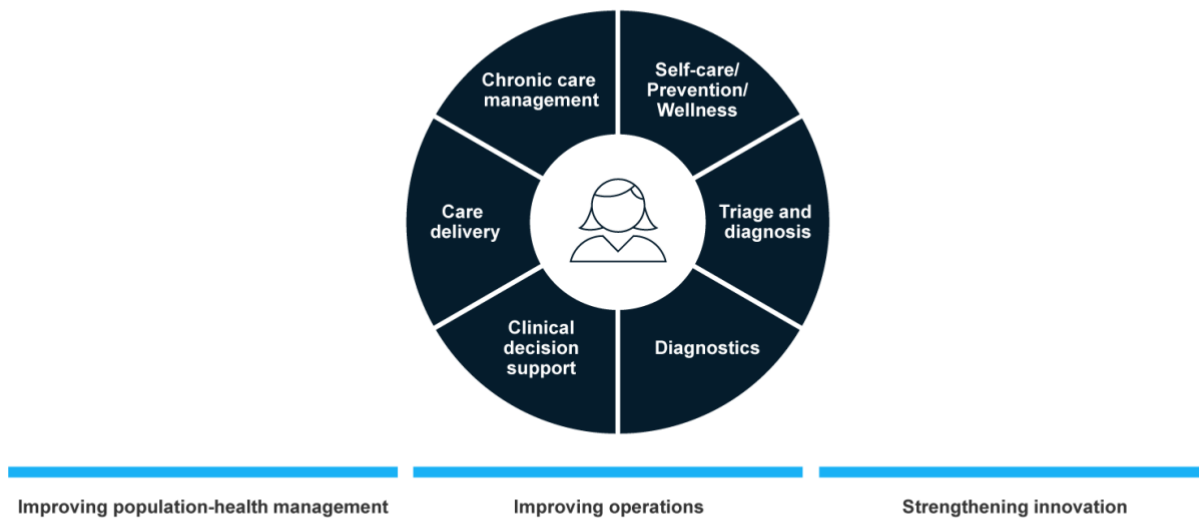 Chronic care
management
Self-care/
Prevention/
Wellness
Care
delivery
Triage and
diagnosis
Clinical
decision
support
Diagnostics
Improving population-health management
Improving operations
Strengthening innovation